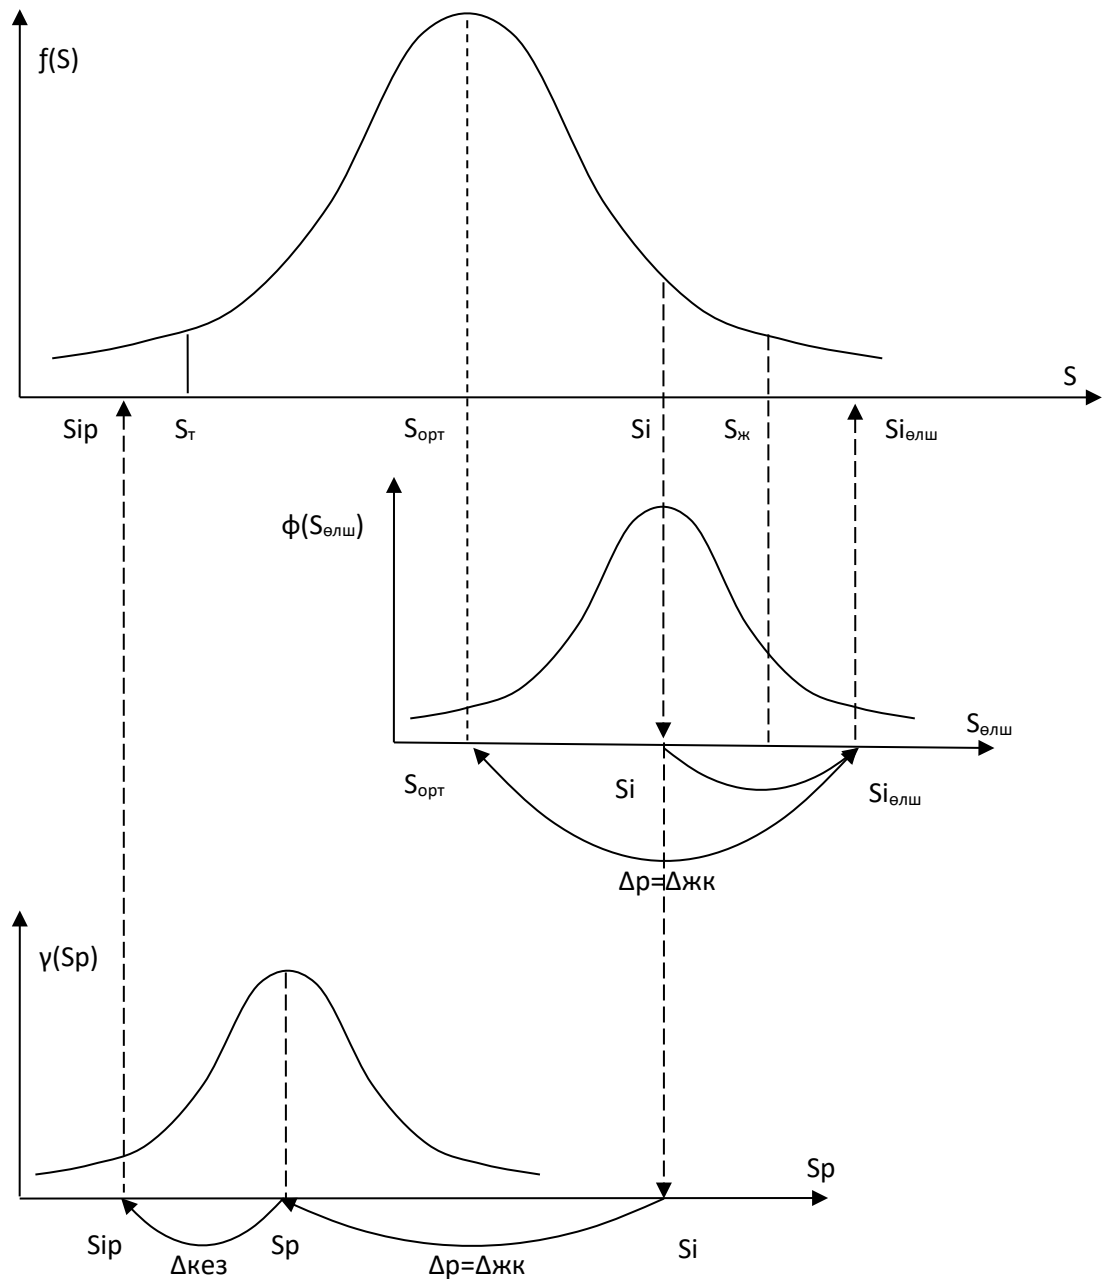 ƒ(S)
S
Sip Sт Sорт Si Sж Siөлш
ф(Sөлш)
Sөлш
Sорт Si Siөлш
Δр=Δжк
γ(Sp)
Sp
Sip Sp Si
Δкез Δр=Δжк